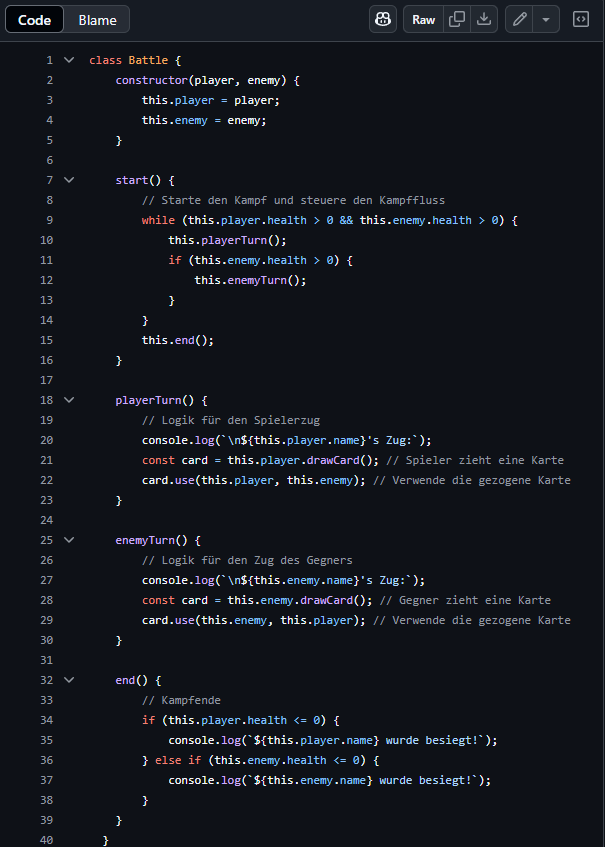 Code Blame Raw
1 class Battle {
2 constructor(player, enemy) {
3 this.player = player;
4 this.enemy = enemy;
5 }
6
7 start() {
8 // Starte den Kampf und steuere den Kampffluss
9 while (this.player.health > 0 && this.enemy.health > 0) {
10 this.playerTurn();
11 if (this.enemy.health > 0) {
12 this.enemyTurn();
13 }
14 }
15 this.end();
16 }
17
18 playerTurn() {
19 // Logik für den Spielerzug
20 console.log(`\n${this.player.name}'s Zug:`);
21 const card = this.player.drawCard(); // Spieler zieht eine Karte
22 card.use(this.player, this.enemy); // Verwende die gezogene Karte
23 }
24
25 enemyTurn() {
26 // Logik für den Zug des Gegners
27 console.log(`\n${this.enemy.name}'s Zug:`);
28 const card = this.enemy.drawCard(); // Gegner zieht eine Karte
29 card.use(this.enemy, this.player); // Verwende die gezogene Karte
30 }
31
32 end() {
33 // Kampfende
34 if (this.player.health <= 0) {
35 console.log(`${this.player.name} wurde besiegt!`);
36 } else if (this.enemy.health <= 0) {
37 console.log(`${this.enemy.name} wurde besiegt!`);
38 }
39 }
40 }